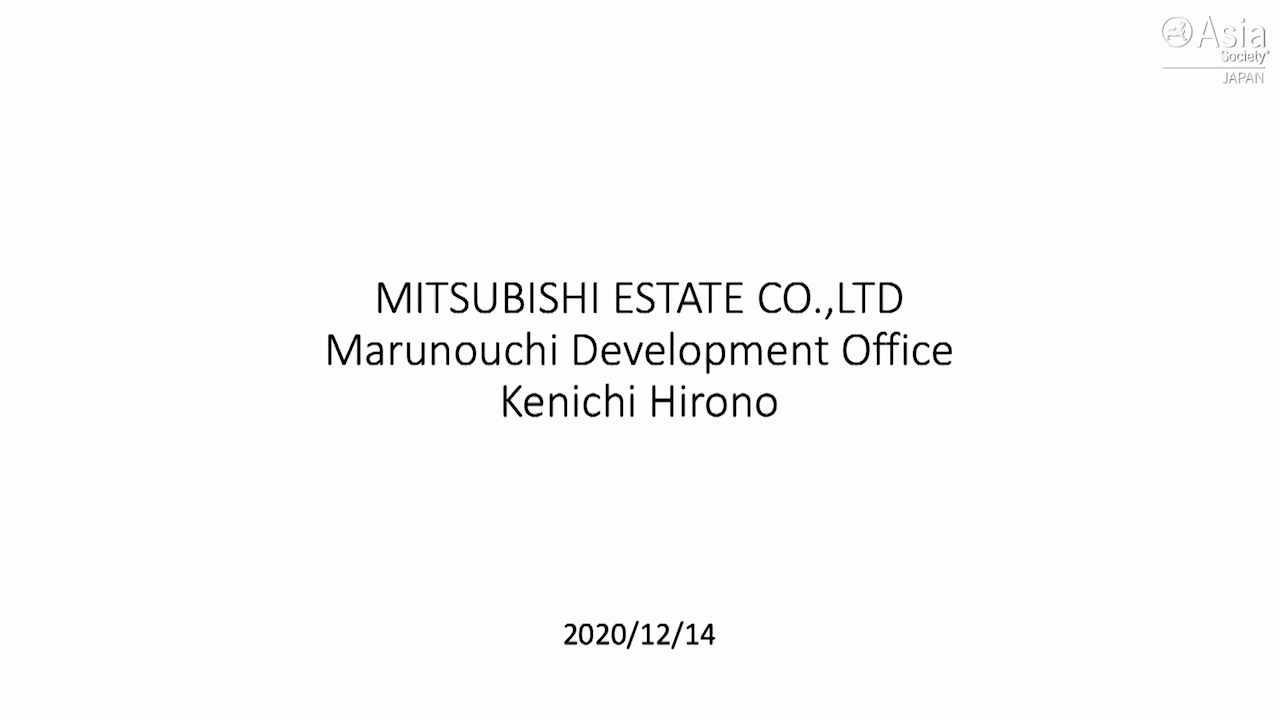 Asia
Society
JAPAN
MITSUBISHI ESTATE CO.,LTD
Marunouchi Development Office
Kenichi Hirono
2020/12/14